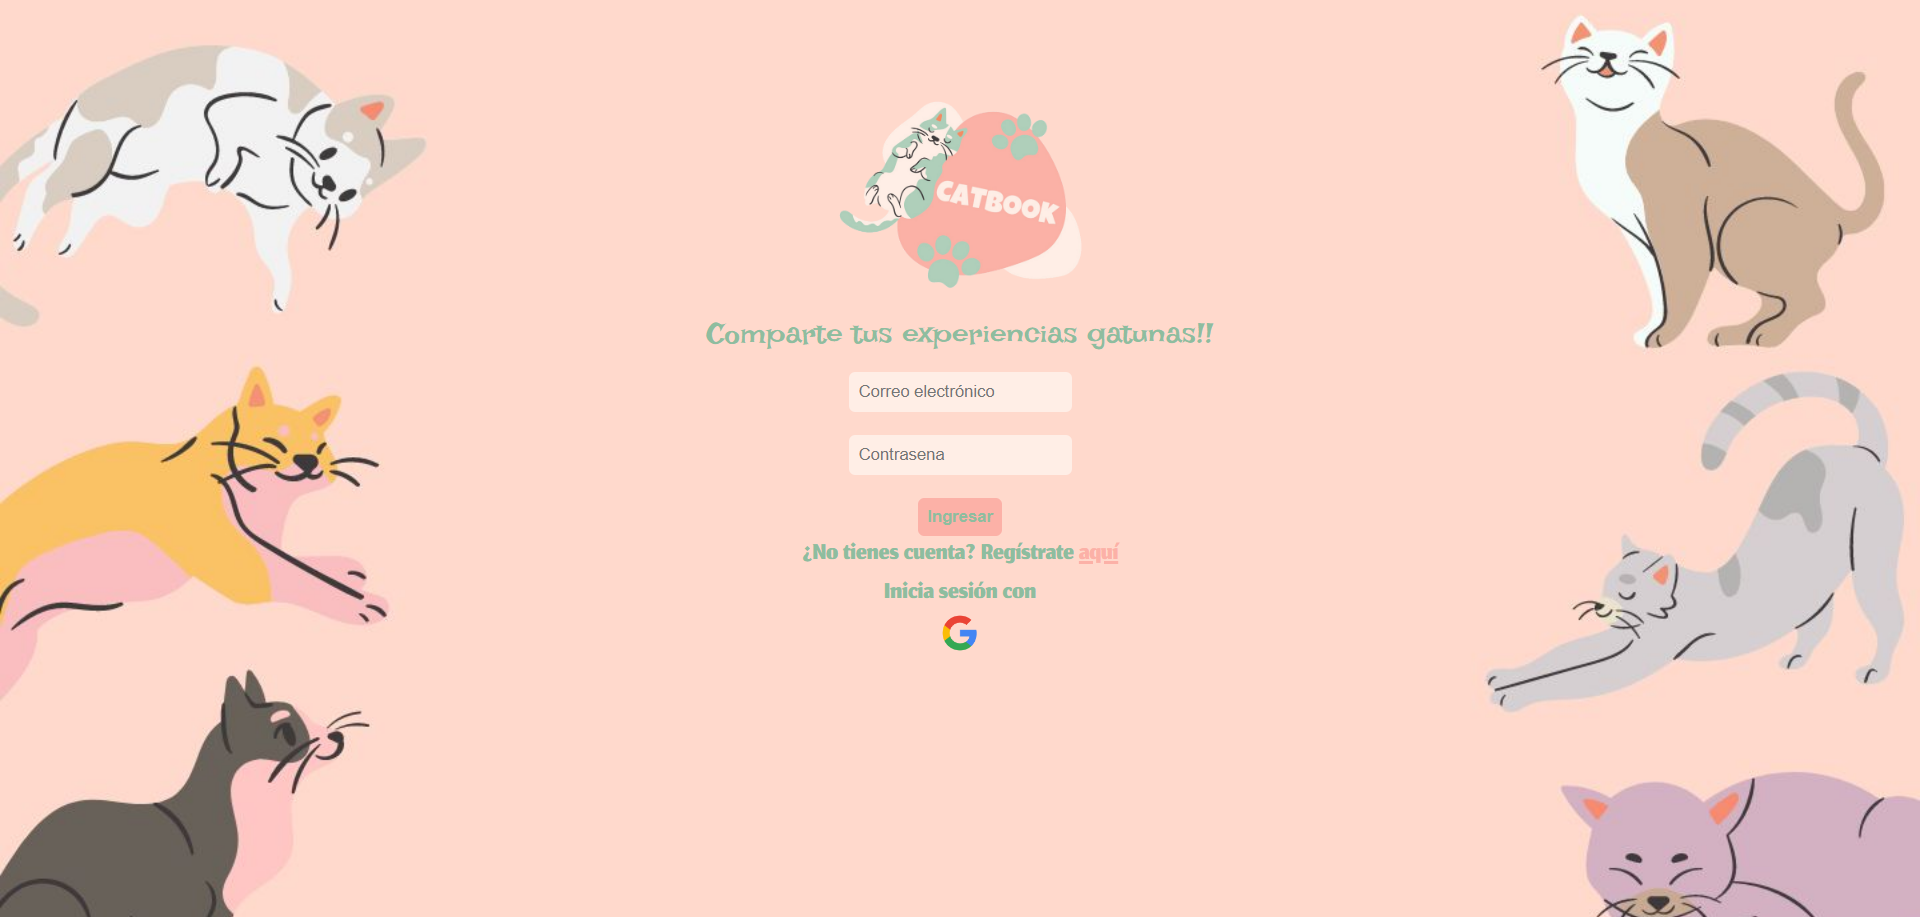 CATBOOK
Comparte tus experiencias gatunas!!
Correo electrónico
Contrasena
Ingresar
¿No tienes cuenta? Regístrate aquí
Inicia sesión con
G